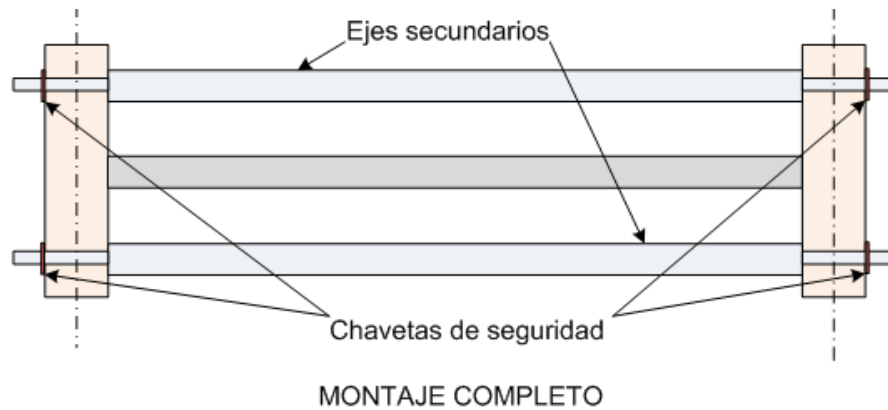 Ejes secundarios
Chavetas de seguridad
MONTAJE COMPLETO